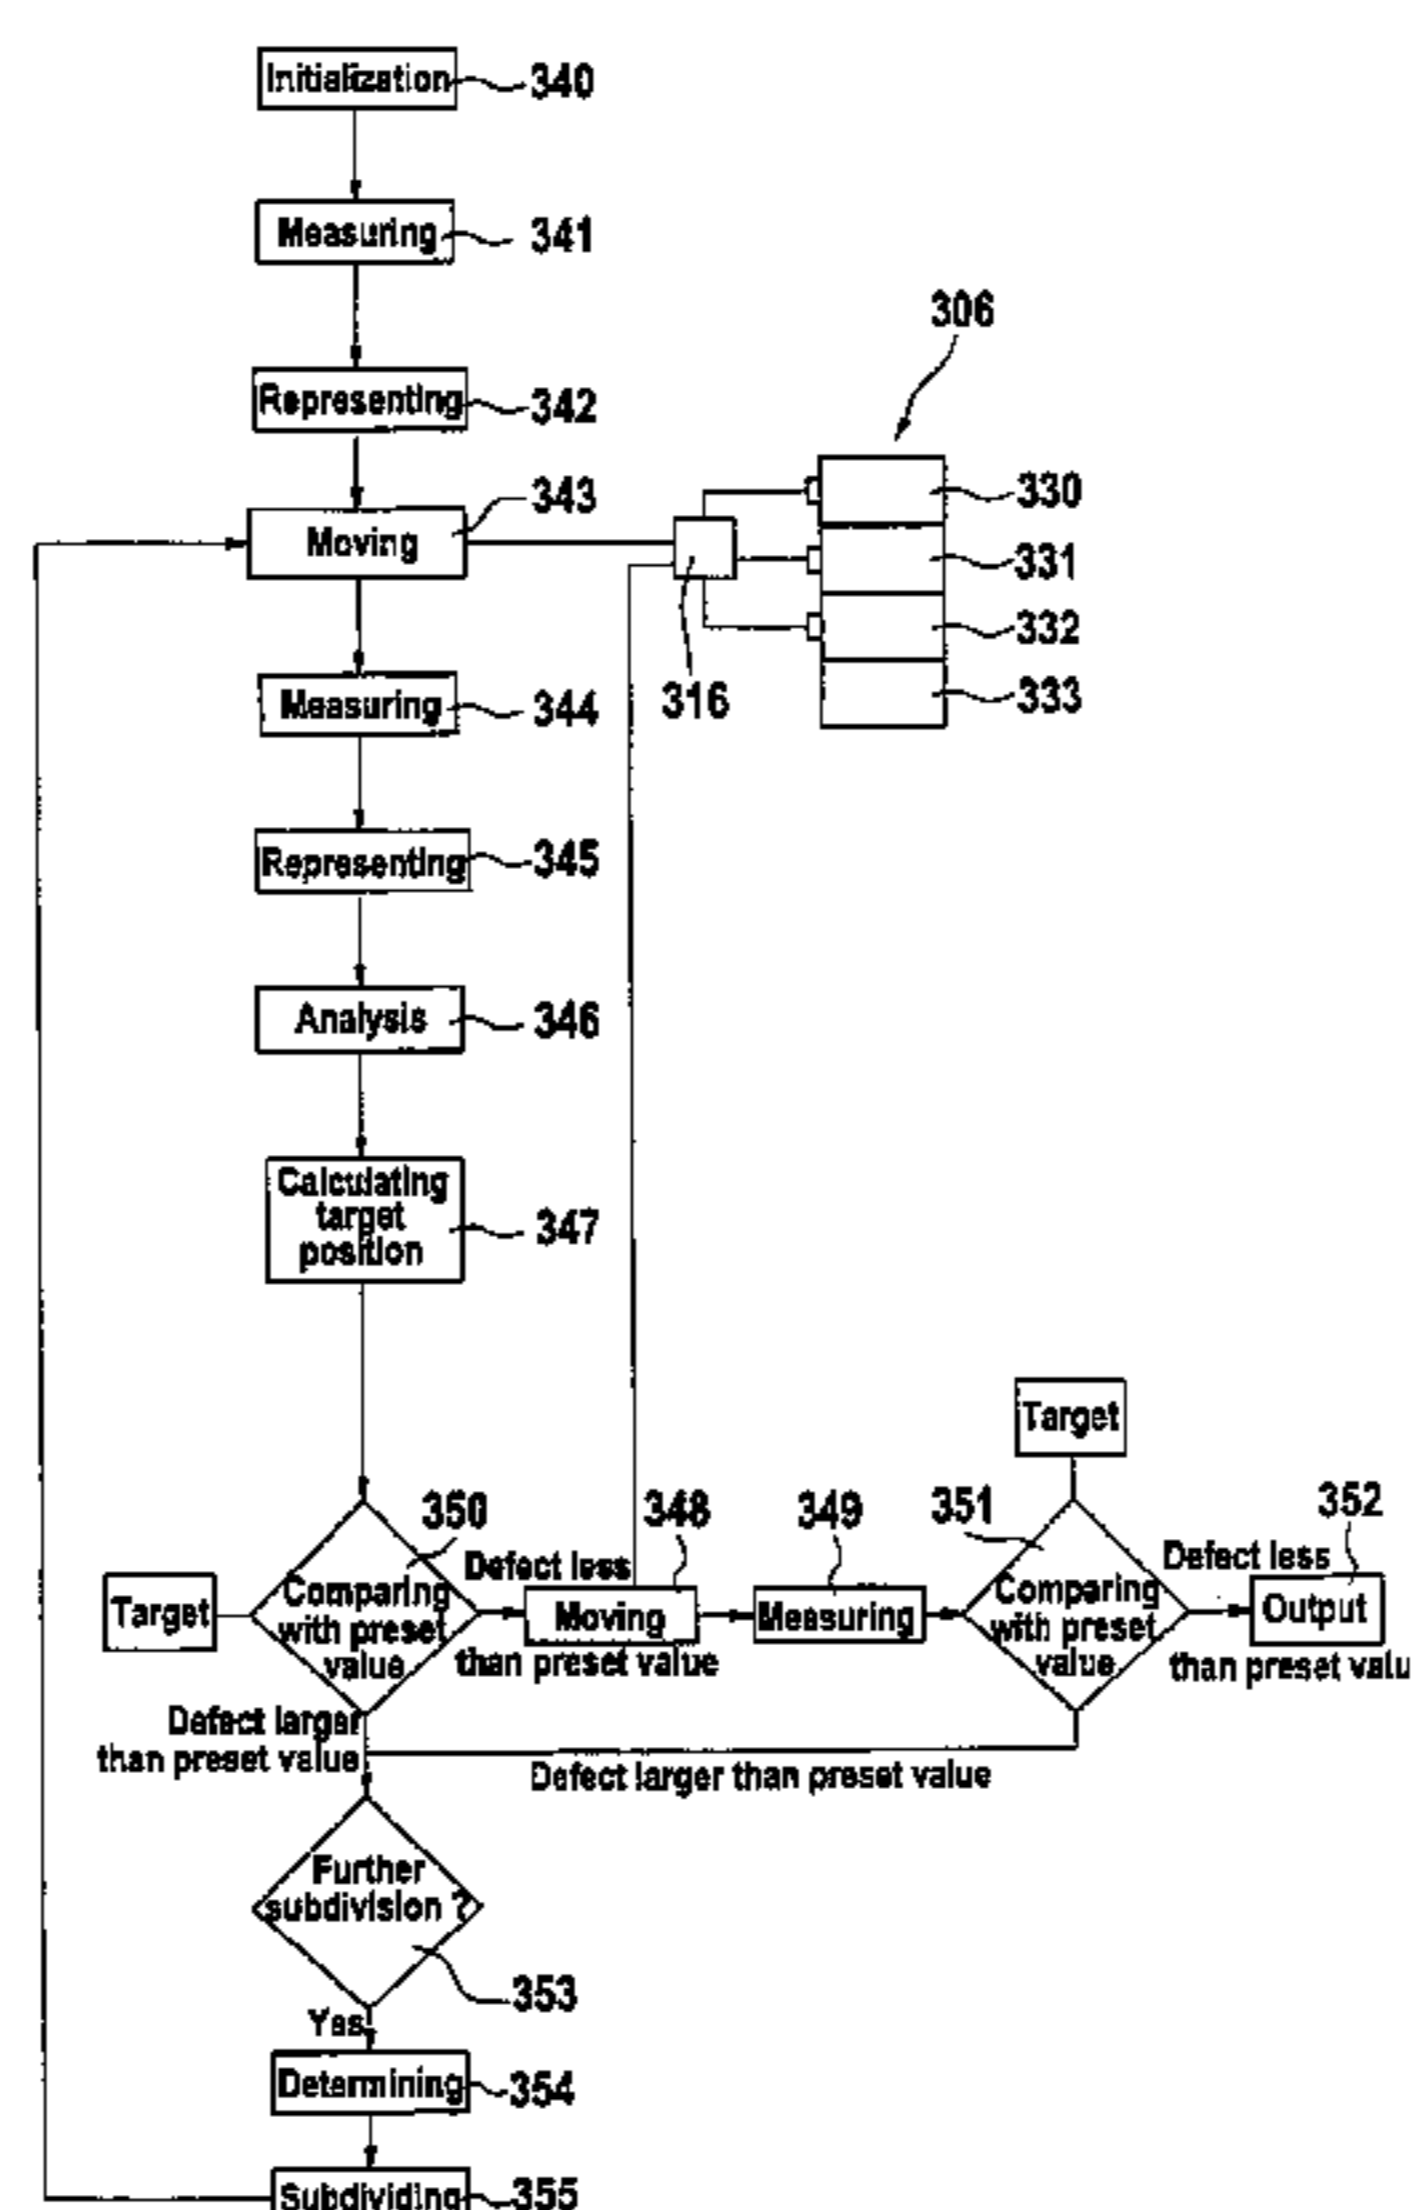 Initialization 340
Measuring 341
306
Representing 342
343
330
Moving
331
332
333
316
Measuring 344
Representing 345
Analysis 346
Calculating
target
position
347
Target
350
348
349
351
352
Defect less
Defect less
Target
Comparing
with preset
value
Moving
Measuring
Comparing
with preset
value
Output
than preset value
than preset valu
Defect larger
than preset value
Defect larger than preset value
Further
subdivision ?
353
Yes
Determining 354
Subdividing 355